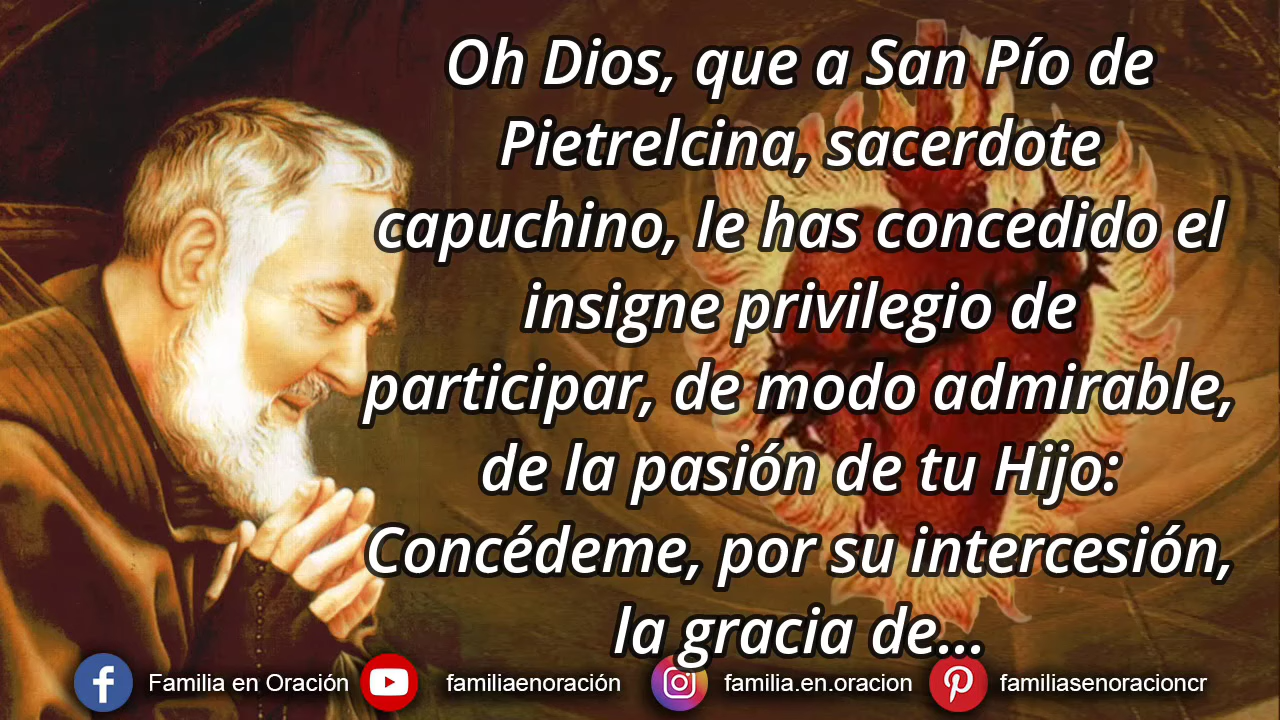 Oh Dios, que a San Pío de
Pietrelcina, sacerdote
capuchino, le has concedido el
insigne privilegio de
participar, de modo admirable,
de la pasión de tu Hijo:
Concédeme, por su intercesión,
la gracia de...
Familia en Oración familiaenoración familia.en.oracion familiasenoracioncr